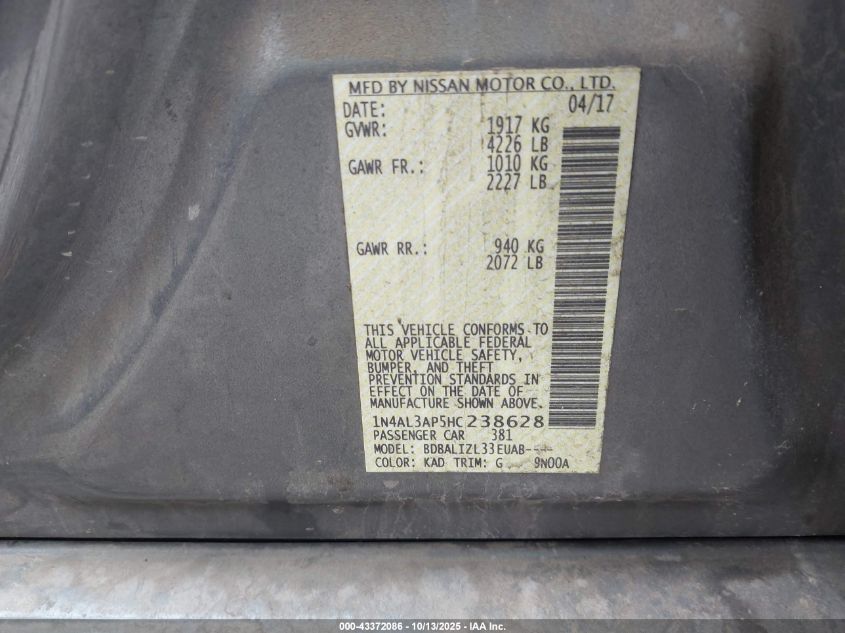 MFD BY NISSAN MOTOR CO., LTD.
DATE: 04/17
GVWR: 1917 KG
4226 LB
GAWR FR.: 1010 KG
2227 LB
GAWR RR.: 940 KG
2072 LB
THIS VEHICLE CONFORMS TO
ALL APPLICABLE FEDERAL
MOTOR VEHICLE SAFETY,
BUMPER, AND THEFT
PREVENTION STANDARDS IN
EFFECT ON THE DATE OF
MANUFACTURE SHOWN ABOVE.
1N4AL3AP5HC238628
PASSENGER CAR 381
MODEL: BDBALIZL33EUAB----
COLOR: KAD TRIM: G 9N00A
000-43372086 - 10/13/2025 - IAA Inc.